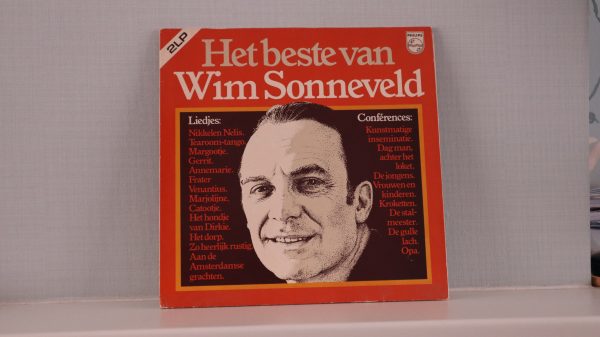 2LP
Het beste van
Wim Sonneveld
PHILIPS
Liedjes:
Nikkelen Nelis.
Tearoom-tango.
Margootje.
Gerrit.
Annemarie.
Frater
Venantius.
Marjolijne.
Catootje.
Het hondje
van Dirkie.
Het dorp.
Zo heerlijk rustig
Aan de
Amsterdamse
grachten.
Conférences:
Kunstmatige
inseminatie.
Dag man,
achter het
loket.
De jongens.
Vrouwen en
kinderen.
Kroketten.
De stal-
meester.
De gulle
lach.
Opa.